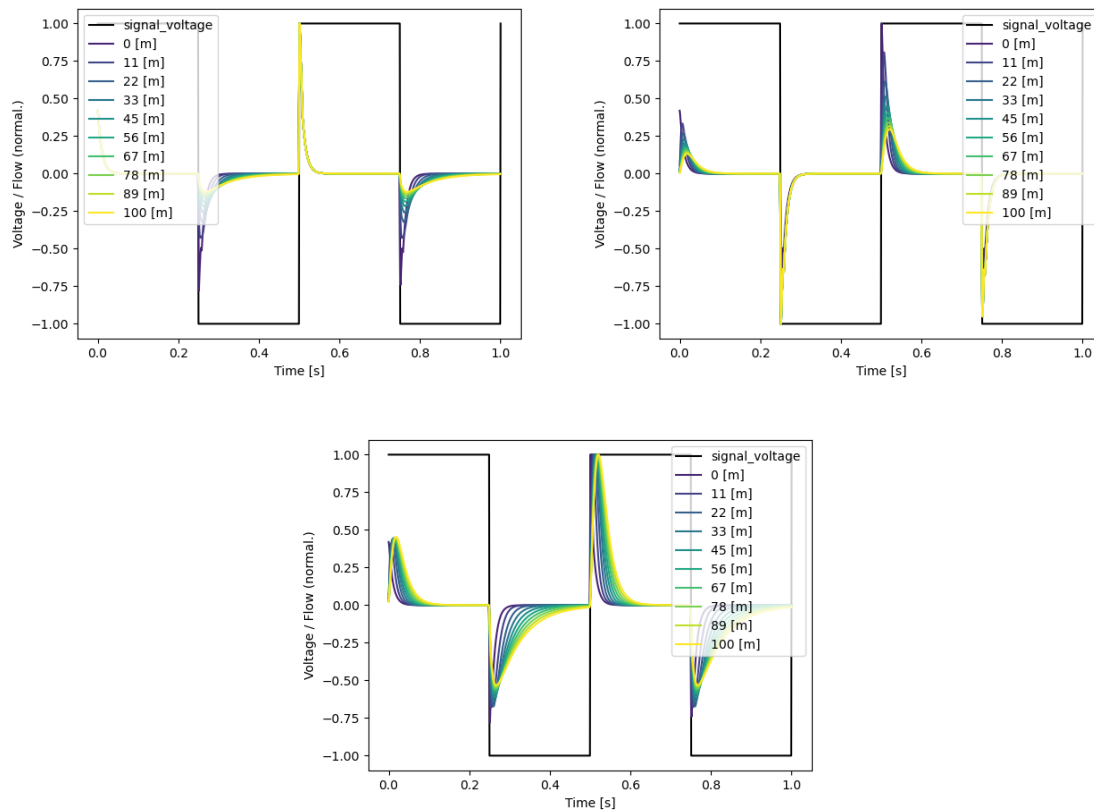 signal_voltage
0 [m]
11 [m]
22 [m]
33 [m]
45 [m]
56 [m]
67 [m]
78 [m]
89 [m]
100 [m]
1.00
0.75
0.50
0.25
0.00
−0.25
−0.50
−0.75
−1.00
Voltage / Flow (normal.)
0.0 0.2 0.4 0.6 0.8 1.0
Time [s]
signal_voltage
0 [m]
11 [m]
22 [m]
33 [m]
45 [m]
56 [m]
67 [m]
78 [m]
89 [m]
100 [m]
1.00
0.75
0.50
0.25
0.00
−0.25
−0.50
−0.75
−1.00
Voltage / Flow (normal.)
0.0 0.2 0.4 0.6 0.8 1.0
Time [s]
signal_voltage
0 [m]
11 [m]
22 [m]
33 [m]
45 [m]
56 [m]
67 [m]
78 [m]
89 [m]
100 [m]
1.00
0.75
0.50
0.25
0.00
−0.25
−0.50
−0.75
−1.00
Voltage / Flow (normal.)
0.0 0.2 0.4 0.6 0.8 1.0
Time [s]